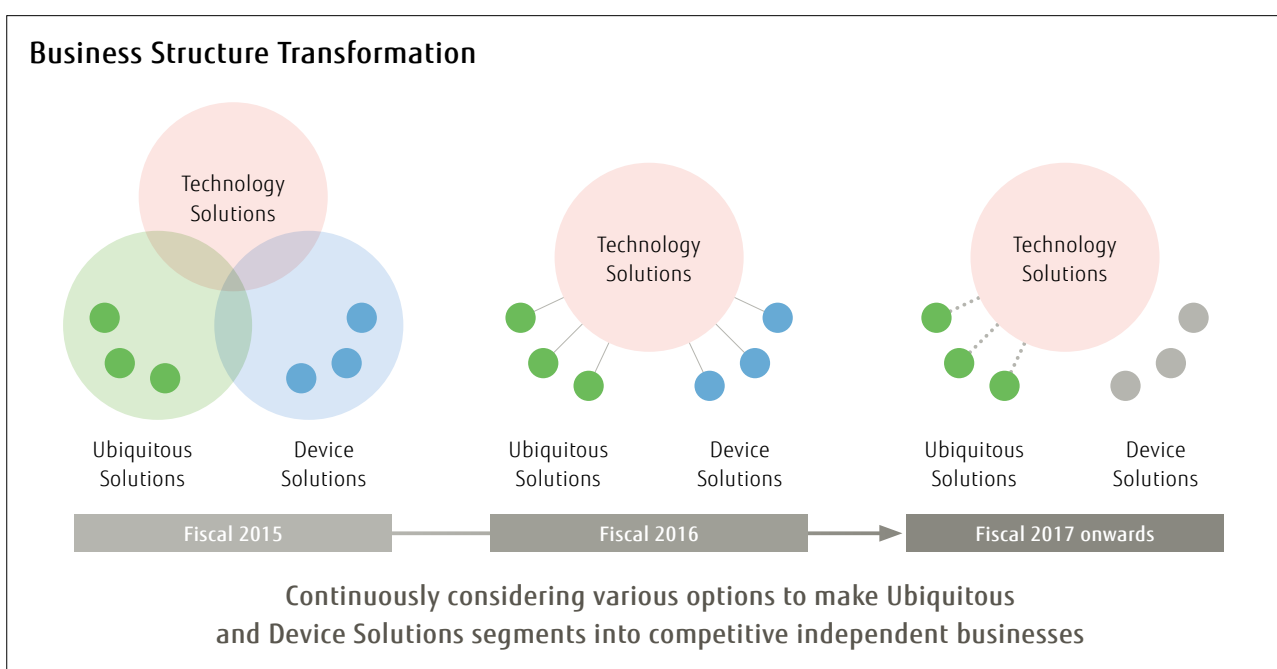 Business Structure Transformation
Technology
Solutions
Ubiquitous
Solutions
Device
Solutions
Fiscal 2015
Technology
Solutions
Ubiquitous
Solutions
Device
Solutions
Fiscal 2016
Technology
Solutions
Ubiquitous
Solutions
Device
Solutions
Fiscal 2017 onwards
Continuously considering various options to make Ubiquitous
and Device Solutions segments into competitive independent businesses